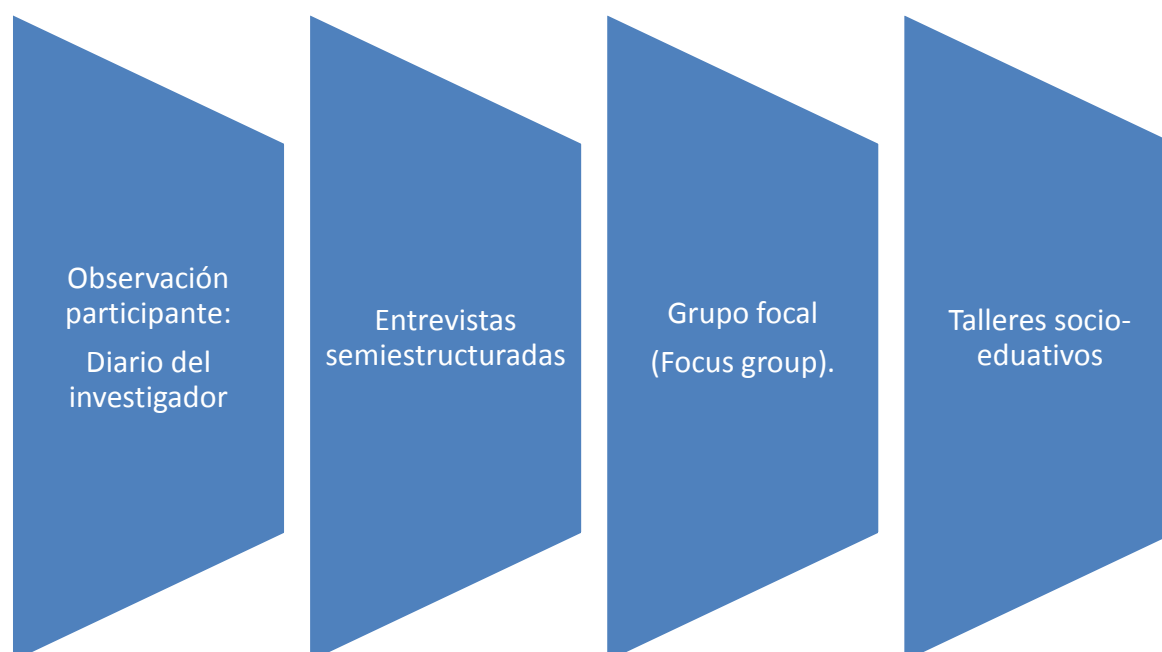 Observación
participante:
Diario del
investigador
Entrevistas
semiestructuradas
Grupo focal
(Focus group).
Talleres socio-
eduativos